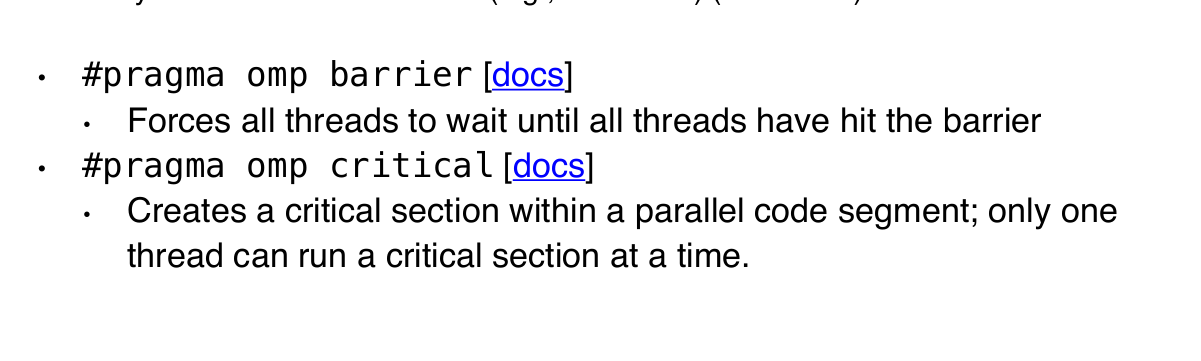 • #pragma omp barrier [docs]
• Forces all threads to wait until all threads have hit the barrier
• #pragma omp critical [docs]
• Creates a critical section within a parallel code segment; only one
thread can run a critical section at a time.